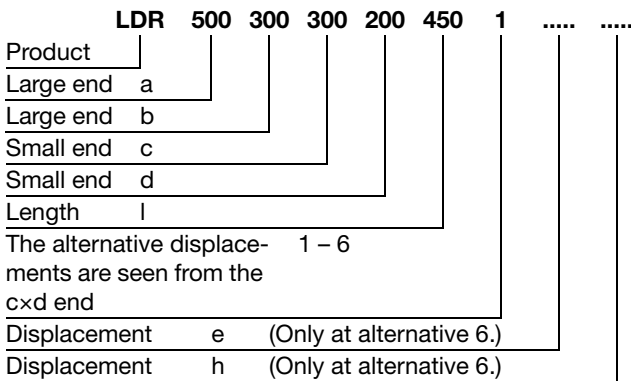 LDR 500 300 300 200 450 1 ..... .....
Product
Large end a
Large end b
Small end c
Small end d
Length l
The alternative displace- 1 – 6
ments are seen from the
c×d end
Displacement e (Only at alternative 6.)
Displacement h (Only at alternative 6.)